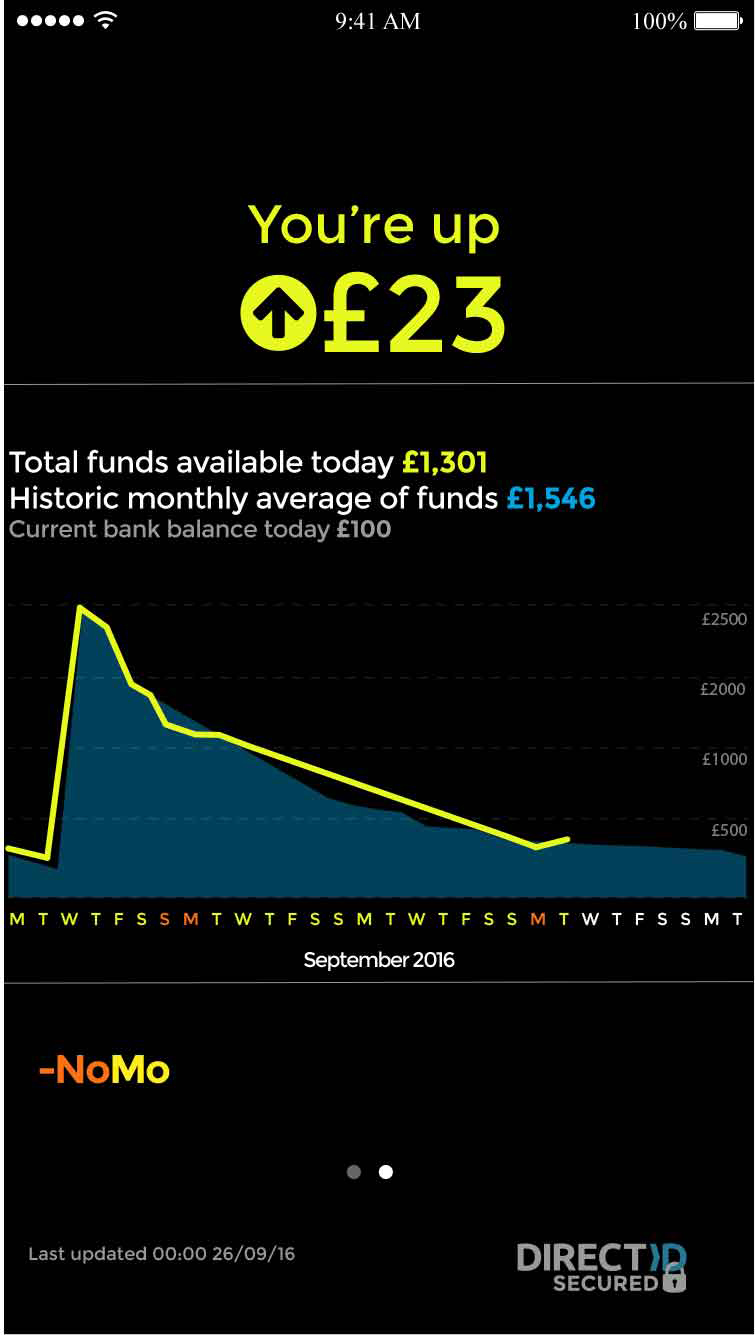 9:41 AM 100%
You're up
£23
Total funds available today £1,301
Historic monthly average of funds £1,546
Current bank balance today £100
£2500
£2000
£1000
£500
M T W T F S S M T W T F S S M T W T F S S M T W T F S S M T
September 2016
-NoMo
Last updated 00:00 26/09/16
DIRECT ID
SECURED